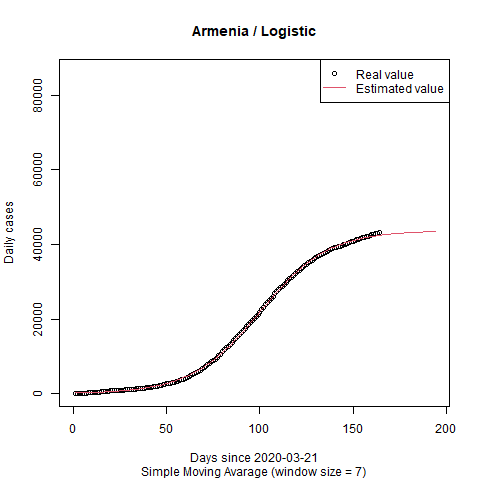 Armenia / Logistic
Real value
Estimated value
Daily cases
80000
60000
40000
20000
0
0 50 100 150 200
Days since 2020-03-21
Simple Moving Avarage (window size = 7)